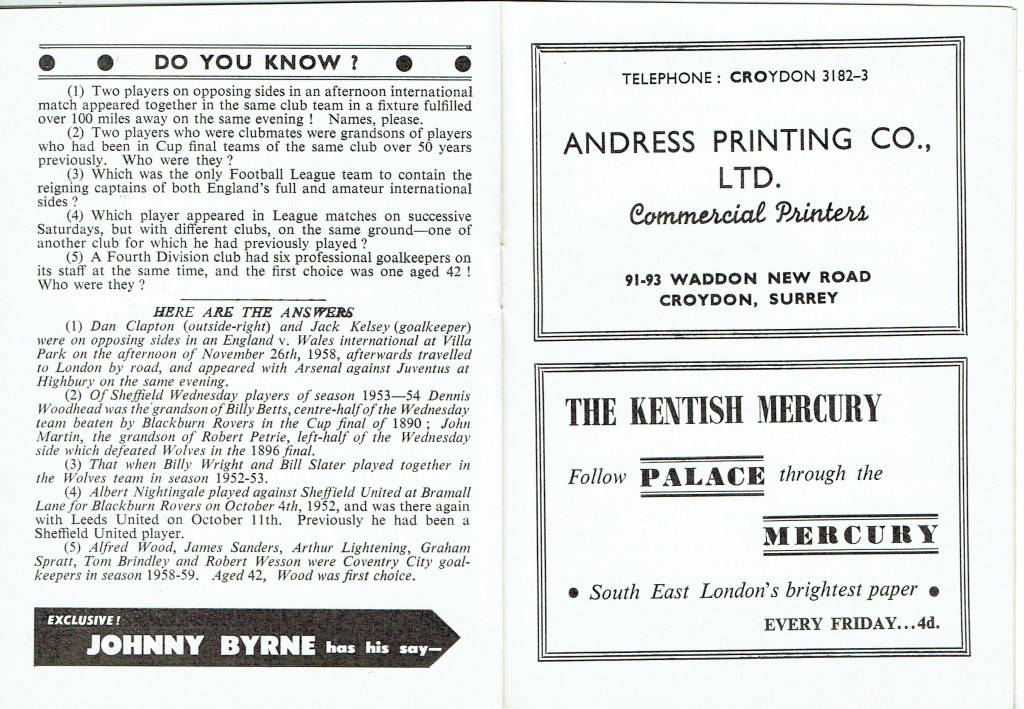 DO YOU KNOW ?
(1) Two players on opposing sides in an afternoon international
match appeared together in the same club team in a fixture fulfilled
over 100 miles away on the same evening ! Names, please.
(2) Two players who were clubmates were grandsons of players
who had been in Cup final teams of the same club over 50 years
previously. Who were they ?
(3) Which was the only Football League team to contain the
reigning captains of both England's full and amateur international
sides ?
(4) Which player appeared in League matches on successive
Saturdays, but with different clubs, on the same ground—one of
another club for which he had previously played ?
(5) A Fourth Division club had six professional goalkeepers on
its staff at the same time, and the first choice was one aged 42 !
Who were they ?
HERE ARE THE ANSWERS
(1) Dan Clapton (outside-right) and Jack Kelsey (goalkeeper)
were on opposing sides in an England v. Wales international at Villa
Park on the afternoon of November 26th, 1958, afterwards travelled
to London by road, and appeared with Arsenal against Juventus at
Highbury on the same evening.
(2) Of Sheffield Wednesday players of season 1953—54 Dennis
Woodhead was the grandson of Billy Betts, centre-half of the Wednesday
team beaten by Blackburn Rovers in the Cup final of 1890 ; John
Martin, the grandson of Robert Petrie, left-half of the Wednesday
side which defeated Wolves in the 1896 final.
(3) That when Billy Wright and Bill Slater played together in
the Wolves team in season 1952-53.
(4) Albert Nightingale played against Sheffield United at Bramall
Lane for Blackburn Rovers on October 4th, 1952, and was there again
with Leeds United on October 11th. Previously he had been a
Sheffield United player.
(5) Alfred Wood, James Sanders, Arthur Lightening, Graham
Spratt, Tom Brindley and Robert Wesson were Coventry City goal-
keepers in season 1958-59. Aged 42, Wood was first choice.
EXCLUSIVE !
JOHNNY BYRNE has his say—
TELEPHONE : CROYDON 3182-3
ANDRESS PRINTING CO.,
LTD.
Commercial Printers
91-93 WADDON NEW ROAD
CROYDON, SURREY
THE KENTISH MERCURY
Follow PALACE through the
MERCURY
• South East London's brightest paper •
EVERY FRIDAY...4d.